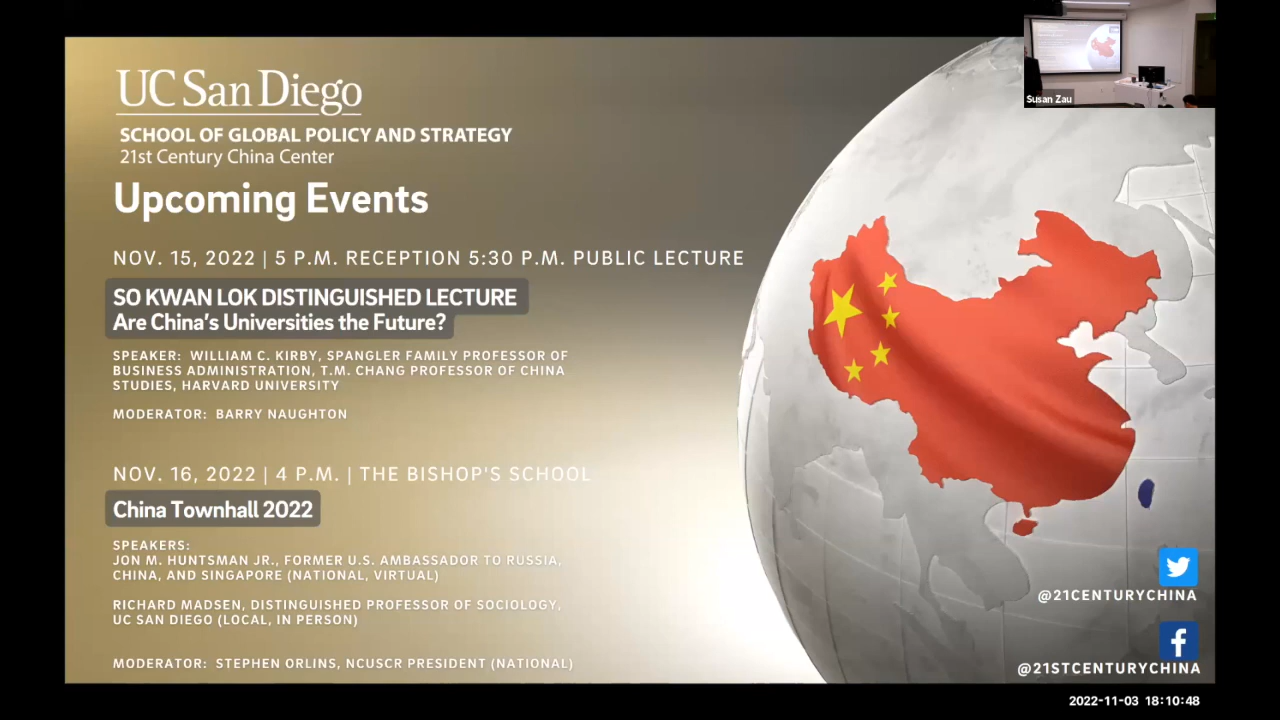 UC San Diego
SCHOOL OF GLOBAL POLICY AND STRATEGY
21st Century China Center
Upcoming Events
NOV. 15, 2022 | 5 P.M. RECEPTION 5:30 P.M. PUBLIC LECTURE
SO KWAN LOK DISTINGUISHED LECTURE
Are China's Universities the Future?
SPEAKER: WILLIAM C. KIRBY, SPANGLER FAMILY PROFESSOR OF
BUSINESS ADMINISTRATION, T.M. CHANG PROFESSOR OF CHINA
STUDIES, HARVARD UNIVERSITY
MODERATOR: BARRY NAUGHTON
NOV. 16, 2022 | 4 P.M. | THE BISHOP'S SCHOOL
China Townhall 2022
SPEAKERS:
JON M. HUNTSMAN JR., FORMER U.S. AMBASSADOR TO RUSSIA,
CHINA, AND SINGAPORE (NATIONAL, VIRTUAL)
RICHARD MADSEN, DISTINGUISHED PROFESSOR OF SOCIOLOGY,
UC SAN DIEGO (LOCAL, IN PERSON)
MODERATOR: STEPHEN ORLINS, NCUSCR PRESIDENT (NATIONAL)
Susan Zau
@21CENTURYCHINA
@21STCENTURYCHINA
2022-11-03 18:10:48